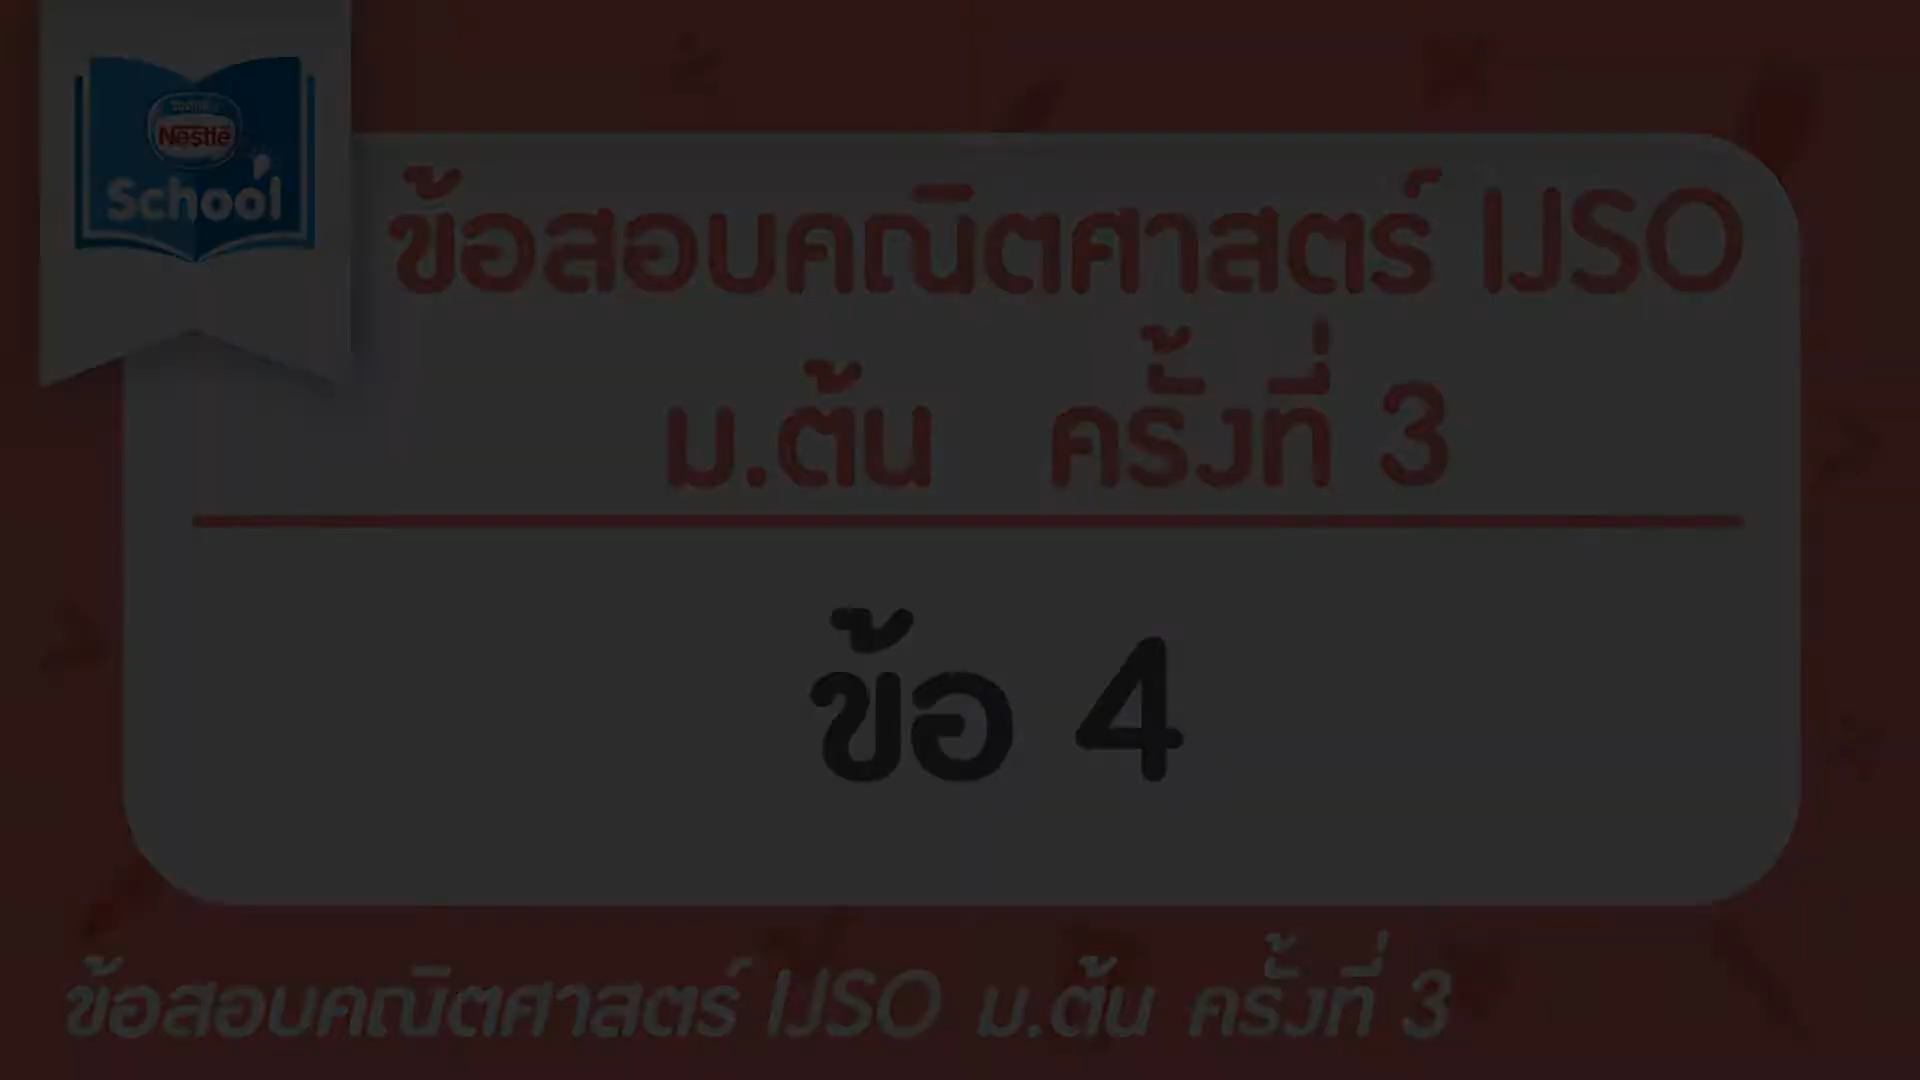 Nestlé
School
ข้อสอบคณิตศาสตร์ IJSO
ม.ต้น ครั้งที่ 3
ข้อ 4
ข้อสอบคณิตศาสตร์ IJSO ม.ต้น ครั้งที่ 3